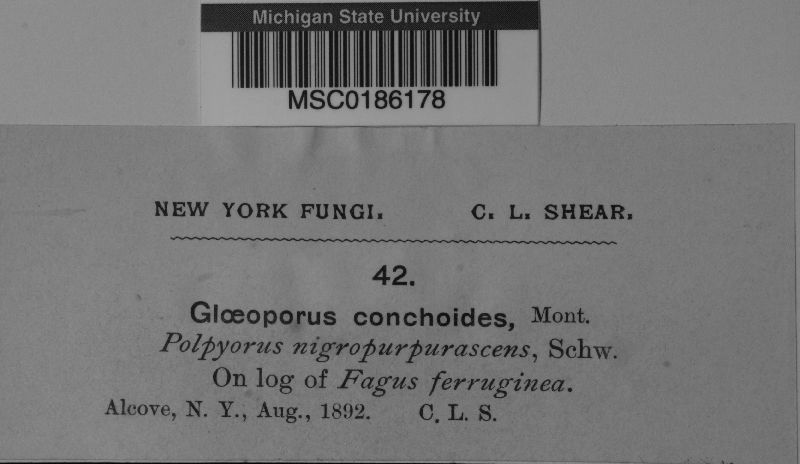 Michigan State University
MSC0186178
NEW YORK FUNGI. C. L. SHEAR.
42.
Glœoporus conchoides, Mont.
Polpyorus nigropurpurascens, Schw.
On log of Fagus ferruginea.
Alcove, N. Y., Aug., 1892. C. L. S.